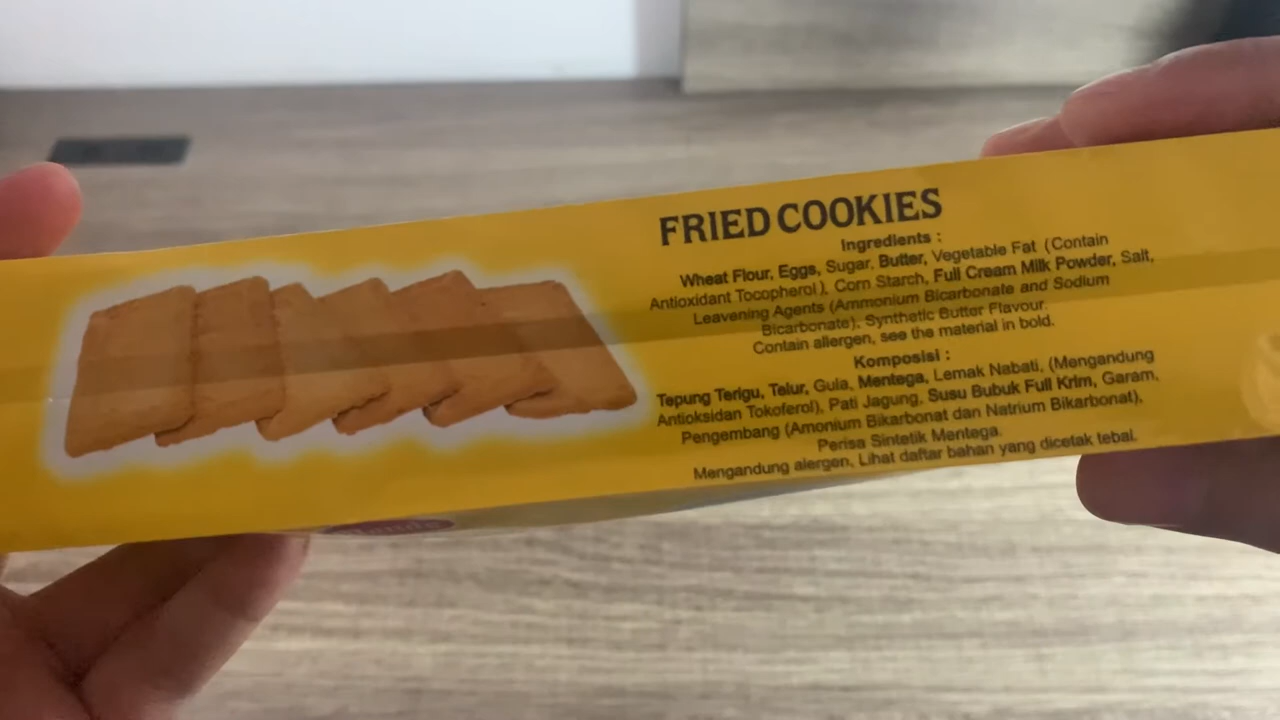 FRIED COOKIES
Ingredients :
Wheat Flour, Eggs, Sugar, Butter, Vegetable Fat (Contain
Antioxidant Tocopherol), Corn Starch, Full Cream Milk Powder, Salt,
Leavening Agents (Ammonium Bicarbonate and Sodium
Bicarbonate), Synthetic Butter Flavour.
Contain allergen, see the material in bold.
Komposisi :
Tepung Terigu, Telur, Gula, Mentega, Lemak Nabati, (Mengandung
Antioksidan Tokoferol), Pati Jagung, Susu Bubuk Full Krim, Garam,
Pengembang (Amonium Bikarbonat dan Natrium Bikarbonat),
Perisa Sintetik Mentega.
Mengandung alergen, Lihat daftar bahan yang dicetak tebal.